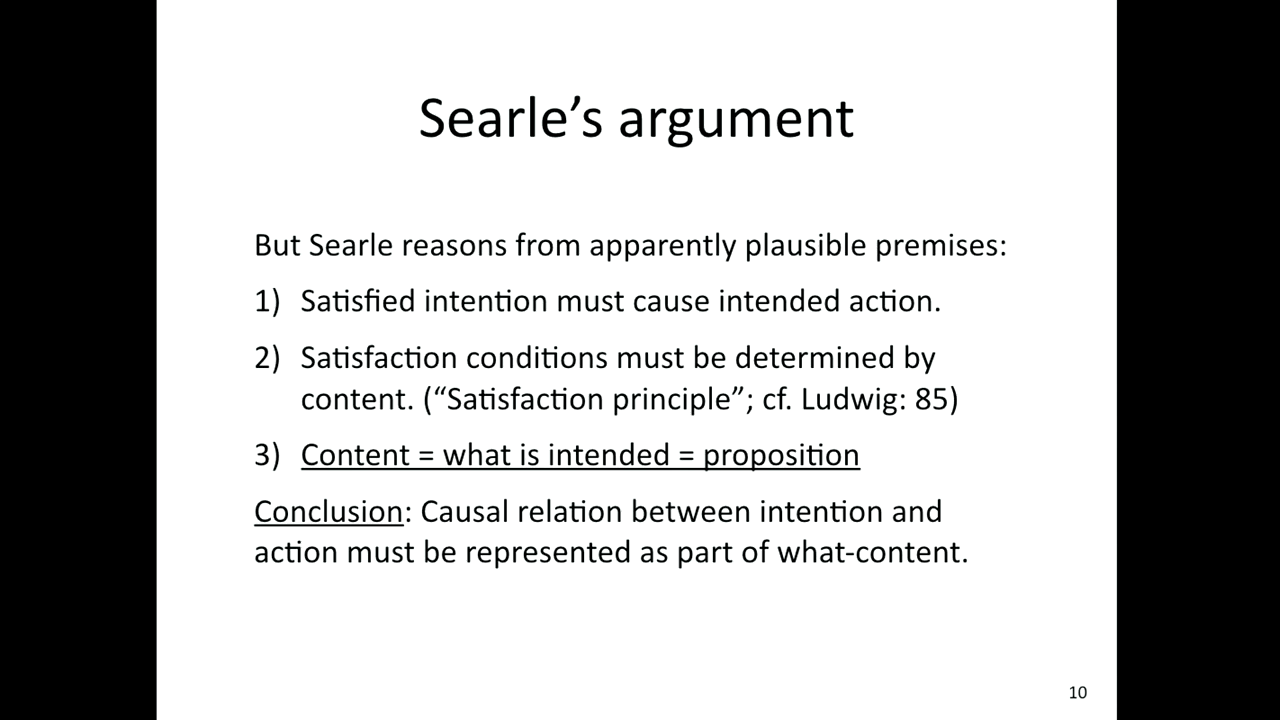 Searle’s argument
But Searle reasons from apparently plausible premises:
1) Satisfied intention must cause intended action.
2) Satisfaction conditions must be determined by
content. (“Satisfaction principle”; cf. Ludwig: 85)
3) Content = what is intended = proposition
Conclusion: Causal relation between intention and
action must be represented as part of what-content.
10